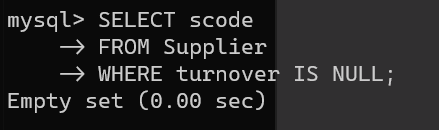 mysql> SELECT scode
    -> FROM Supplier
    -> WHERE turnover IS NULL;
Empty set (0.00 sec)